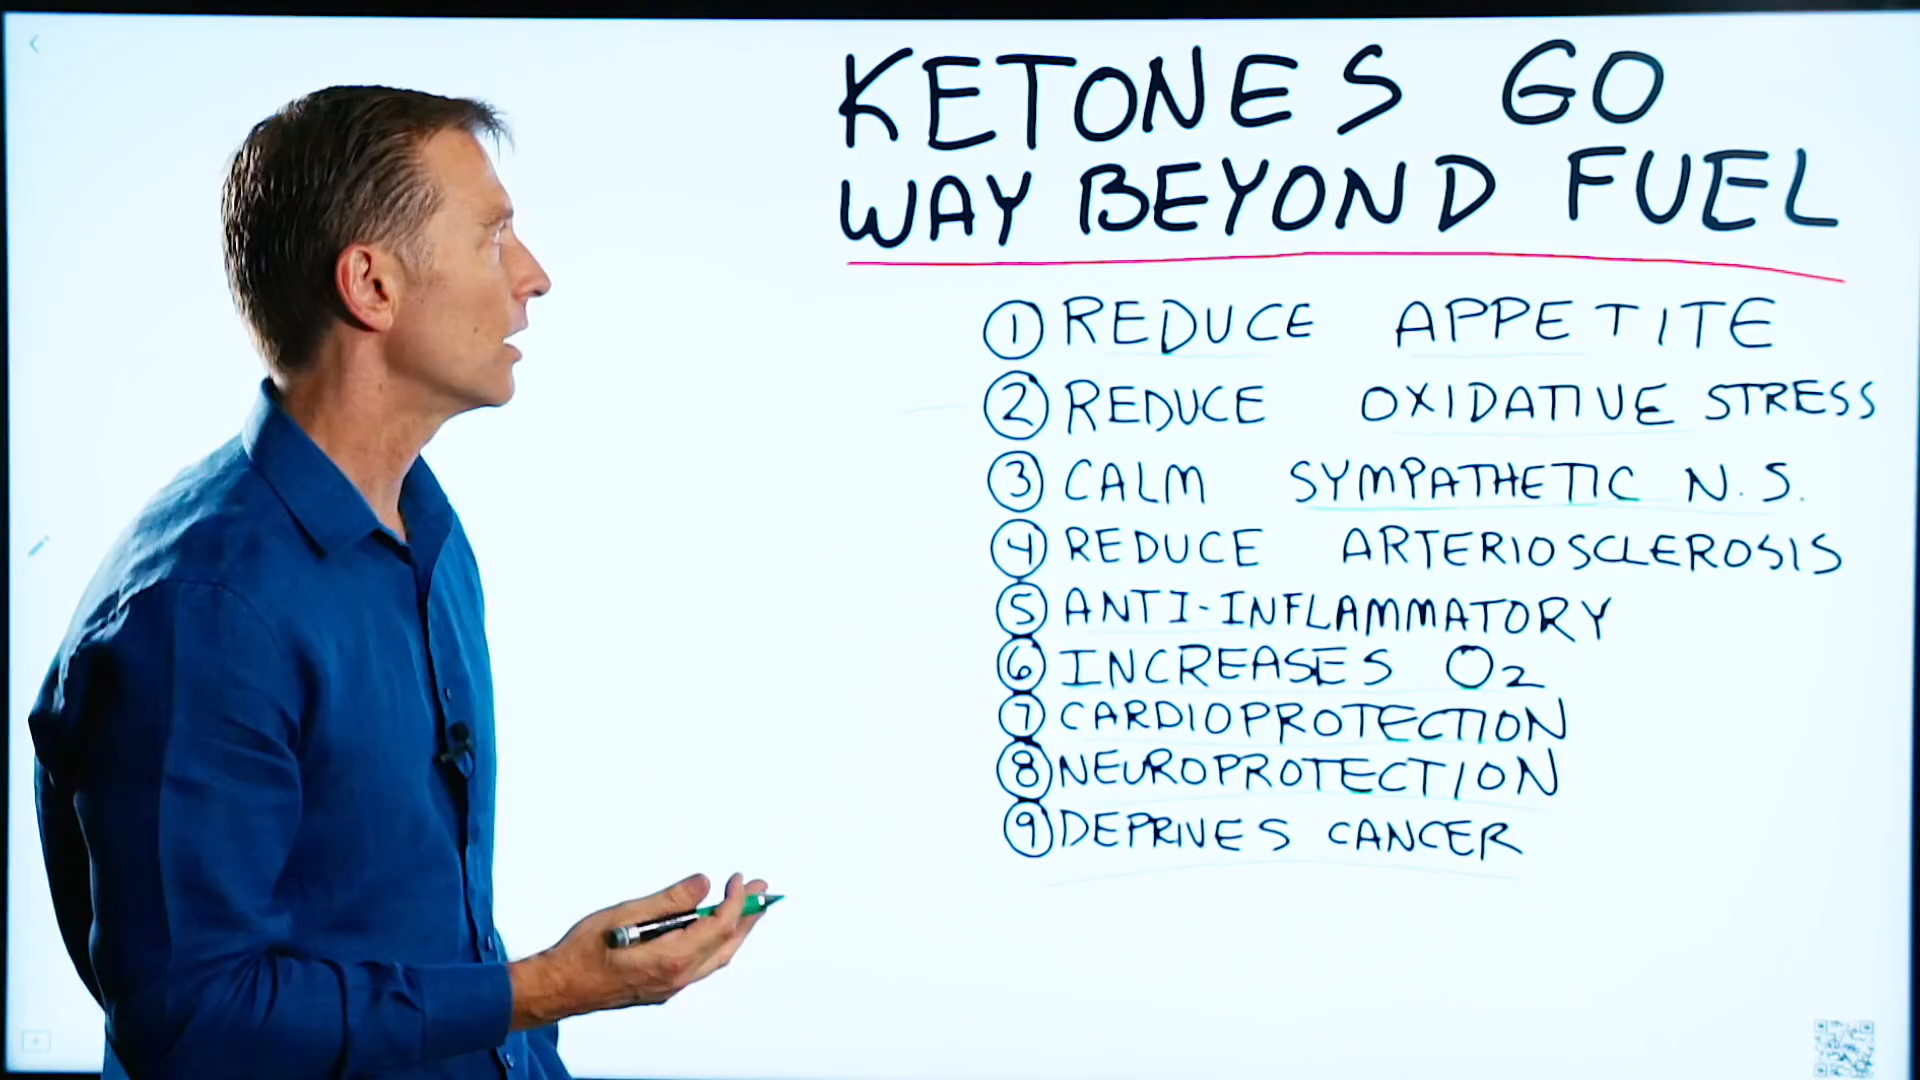 KETONES GO
WAY BEYOND FUEL
1 REDUCE APPETITE
2 REDUCE OXIDATIVE STRESS
3 CALM SYMPATHETIC N.S.
4 REDUCE ARTERIOSCLEROSIS
5 ANTI-INFLAMMATORY
6 INCREASES O2
7 CARDIOPROTECTION
8 NEUROPROTECTION
9 DEPRIVES CANCER